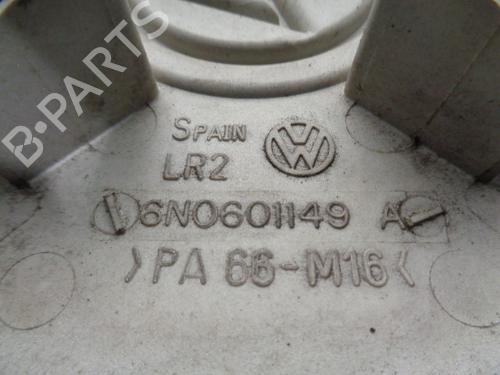 B-PARTS
SPAIN
LR2
6N0601149 A
>PA 66-M16<